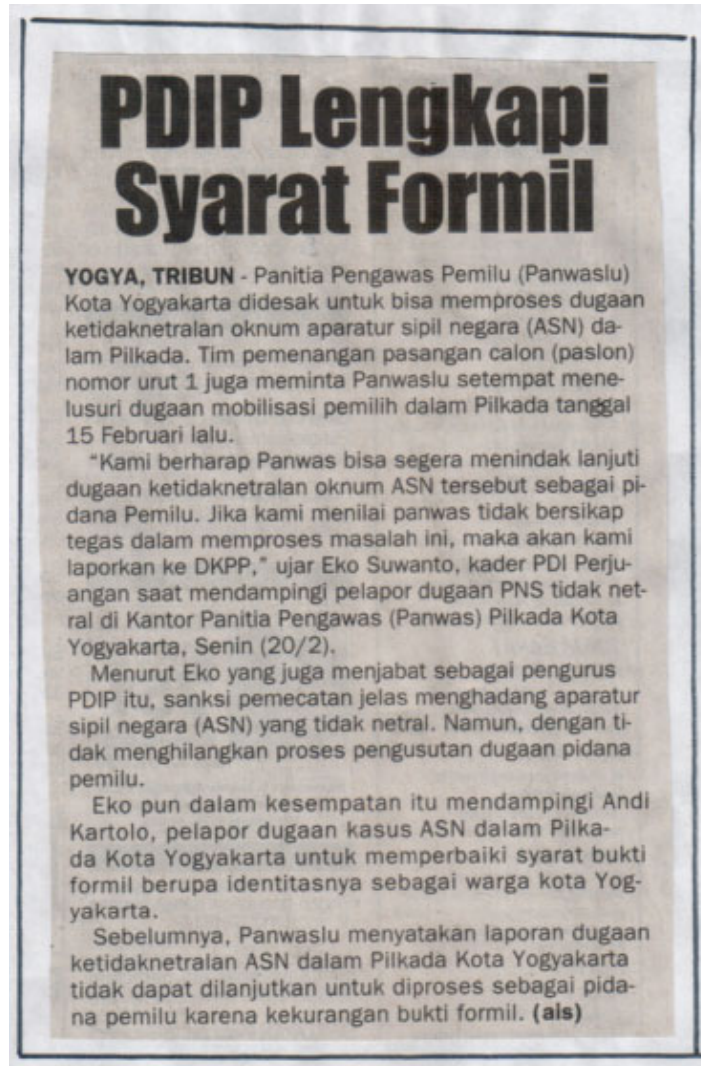 PDIP Lengkapi
Syarat Formil
YOGYA, TRIBUN - Panitia Pengawas Pemilu (Panwaslu)
Kota Yogyakarta didesak untuk bisa memproses dugaan
ketidaknetralan oknum aparatur sipil negara (ASN) da-
lam Pilkada. Tim pemenangan pasangan calon (paslon)
nomor urut 1 juga meminta Panwaslu setempat mene-
lusuri dugaan mobilisasi pemilih dalam Pilkada tanggal
15 Februari lalu.
"Kami berharap Panwas bisa segera menindak lanjuti
dugaan ketidaknetralan oknum ASN tersebut sebagai pi-
dana Pemilu. Jika kami menilai panwas tidak bersikap
tegas dalam memproses masalah ini, maka akan kami
laporkan ke DKPP," ujar Eko Suwanto, kader PDI Perju-
angan saat mendampingi pelapor dugaan PNS tidak net-
ral di Kantor Panitia Pengawas (Panwas) Pilkada Kota
Yogyakarta, Senin (20/2).
Menurut Eko yang juga menjabat sebagai pengurus
PDIP itu, sanksi pemecatan jelas menghadang aparatur
sipil negara (ASN) yang tidak netral. Namun, dengan ti-
dak menghilangkan proses pengusutan dugaan pidana
pemilu.
Eko pun dalam kesempatan itu mendampingi Andi
Kartolo, pelapor dugaan kasus ASN dalam Pilka-
da Kota Yogyakarta untuk memperbaiki syarat bukti
formil berupa identitasnya sebagai warga kota Yog-
yakarta.
Sebelumnya, Panwaslu menyatakan laporan dugaan
ketidaknetralan ASN dalam Pilkada Kota Yogyakarta
tidak dapat dilanjutkan untuk diproses sebagai pida-
na pemilu karena kekurangan bukti formil. (ais)